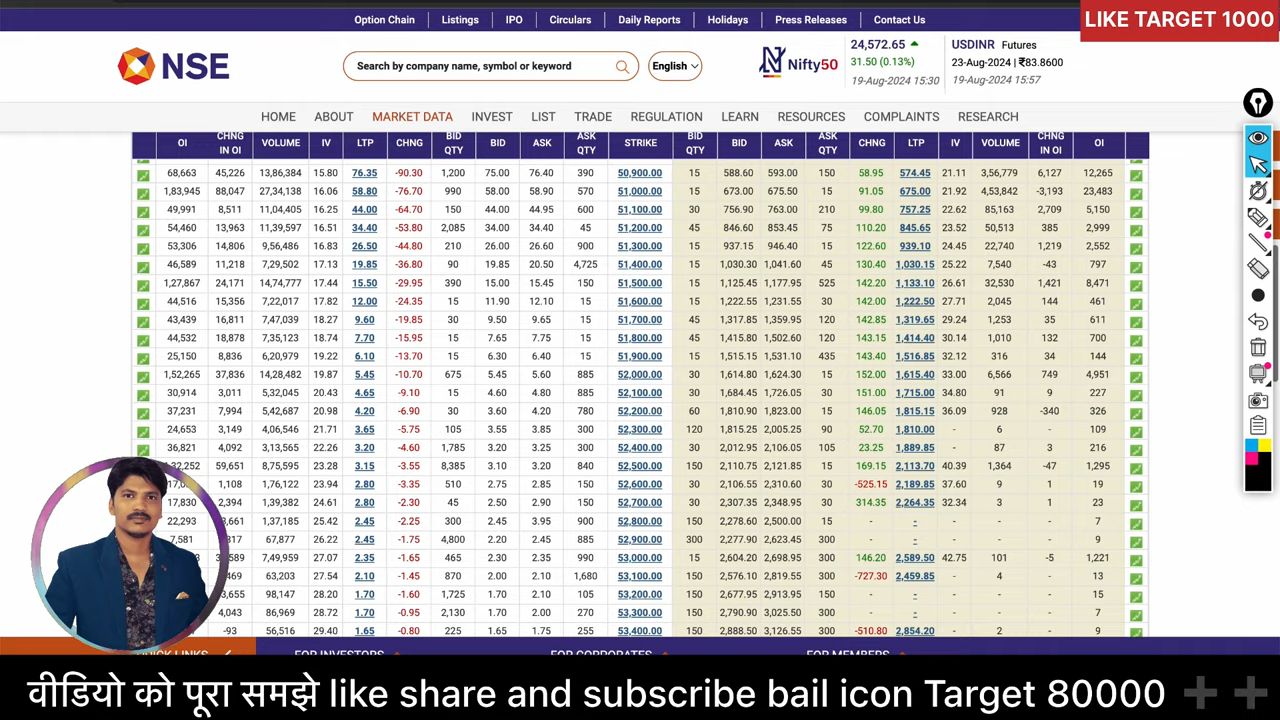 Option Chain Listings IPO Circulars Daily Reports Holidays Press Releases Contact Us
LIKE TARGET 1000
NSE
Search by company name, symbol or keyword
English
Nifty50
24,572.65
31.50 (0.13%)
19-Aug-2024 15:30
USDINR Futures
23-Aug-2024 | ₹83.8600
19-Aug-2024 15:57
HOME ABOUT MARKET DATA INVEST LIST TRADE REGULATION LEARN RESOURCES COMPLAINTS RESEARCH
OI CHNG IN OI VOLUME IV LTP CHNG BID QTY BID ASK ASK QTY STRIKE BID QTY BID ASK ASK QTY CHNG LTP IV VOLUME CHNG IN OI OI
68,663 45,226 13,86,384 15.80 76.35 -90.30 1,200 75.00 76.40 390 50,900.00 15 588.60 593.00 150 58.95 574.45 21.11 3,56,779 6,127 12,265
1,83,945 88,047 27,34,138 16.06 58.80 -76.70 990 58.00 58.90 570 51,000.00 15 673.00 675.50 15 91.05 675.00 21.92 4,53,842 -3,193 23,483
49,991 8,511 11,04,405 16.25 44.00 -64.70 150 44.00 44.95 600 51,100.00 30 756.90 763.00 210 99.80 757.25 22.62 85,163 2,709 5,150
54,460 13,963 11,39,597 16.51 34.40 -53.80 2,085 34.00 34.40 45 51,200.00 45 846.60 853.45 75 110.20 845.65 23.52 50,513 385 2,999
53,306 14,806 9,56,486 16.83 26.50 -44.80 210 26.00 26.60 900 51,300.00 15 937.15 946.40 15 122.60 939.10 24.45 22,740 1,219 2,552
46,589 11,218 7,29,502 17.13 19.85 -36.80 90 19.85 20.50 4,725 51,400.00 15 1,030.30 1,041.60 45 130.40 1,030.15 25.22 7,540 -43 797
1,27,867 24,171 14,74,777 17.44 15.50 -29.95 390 15.00 15.45 150 51,500.00 15 1,125.45 1,177.95 525 142.20 1,133.10 26.61 32,530 1,421 8,471
44,516 15,356 7,22,017 17.82 12.00 -24.35 15 11.90 12.10 15 51,600.00 15 1,222.55 1,231.55 30 142.00 1,222.50 27.71 2,045 144 461
43,439 16,811 7,47,039 18.27 9.60 -19.85 30 9.50 9.65 15 51,700.00 45 1,317.85 1,359.95 120 142.85 1,319.65 29.24 1,253 35 611
44,532 18,878 7,35,123 18.74 7.70 -15.95 15 7.65 7.75 15 51,800.00 45 1,415.80 1,502.60 120 143.15 1,414.40 30.14 1,010 132 700
25,150 8,836 6,20,979 19.22 6.10 -13.70 15 6.30 6.40 15 51,900.00 15 1,515.15 1,531.10 435 143.40 1,516.85 32.12 316 34 144
1,52,265 37,836 14,28,482 19.87 5.45 -10.70 675 5.45 5.60 885 52,000.00 30 1,614.80 1,624.30 15 152.00 1,615.40 33.00 6,566 749 4,951
30,914 3,011 5,32,045 20.43 4.65 -9.10 15 4.60 4.80 885 52,100.00 30 1,684.45 1,726.05 30 151.00 1,715.00 34.80 91 9 227
37,231 7,994 5,42,687 20.98 4.20 -6.90 30 3.60 4.20 780 52,200.00 60 1,810.90 1,823.00 15 146.05 1,815.15 36.09 928 -340 326
24,653 3,149 4,06,546 21.71 3.65 -5.75 105 3.55 3.85 300 52,300.00 120 1,815.25 2,005.25 90 52.70 1,810.00 - 6 - 109
36,821 4,092 3,13,565 22.26 3.20 -4.60 1,785 3.10 3.20 300 52,400.00 30 2,012.95 2,106.05 105 23.25 1,889.85 - 87 3 216
59,651 8,75,595 23.28 3.15 -3.55 8,385 3.10 3.20 840 52,500.00 30 2,110.75 2,121.85 15 169.15 2,113.70 40.39 1,364 -47 1,295
1,108 1,76,122 23.94 2.80 -3.35 510 2.75 2.85 150 52,600.00 30 2,106.55 2,310.60 30 -525.15 2,189.85 37.60 9 1 19
17,830 2,394 1,39,382 24.61 2.80 -2.30 45 2.50 2.90 150 52,700.00 30 2,307.35 2,348.95 30 314.35 2,264.35 32.34 3 1 23
22,293 1,37,185 25.42 2.45 -2.25 300 2.45 3.95 900 52,800.00 150 2,278.60 2,500.00 15 - - - - - 7
7,581 67,877 26.22 2.45 -1.75 4,800 2.20 2.45 885 52,900.00 300 2,277.90 2,623.45 300 - - - - - 9
7,49,959 27.07 2.35 -1.65 465 2.30 2.35 990 53,000.00 15 2,604.20 2,698.95 300 146.20 2,589.50 42.75 101 -5 1,221
63,203 27.54 2.10 -1.45 870 2.00 2.10 1,680 53,100.00 150 2,576.10 2,819.55 300 -727.30 2,459.85 - 4 - 13
98,147 28.20 1.70 -1.60 1,725 1.70 2.10 105 53,200.00 150 2,677.95 2,913.95 150 - - - - - 15
4,043 86,969 28.72 1.70 -0.95 2,130 1.70 2.00 270 53,300.00 150 2,790.90 3,025.50 300 - - - - - 7
-93 56,516 29.40 1.65 -0.80 225 1.65 1.75 255 53,400.00 150 2,888.50 3,126.55 150 -510.80 2,854.20 - 2 - 9
QUICK LINKS FOR INVESTORS FOR CORPORATES FOR MEMBERS
वीडियो को पूरा समझे like share and subscribe bail icon Target 80000